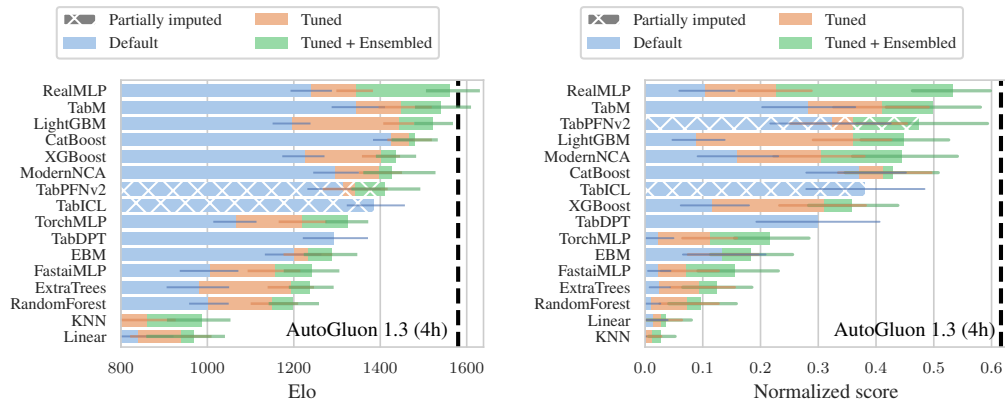 Partially imputed
Tuned
Default
Tuned + Ensembled
RealMLP
TabM
LightGBM
CatBoost
XGBoost
ModernNCA
TabPFNv2
TabICL
TorchMLP
TabDPT
EBM
FastaiMLP
ExtraTrees
RandomForest
KNN
Linear
AutoGluon 1.3 (4h)
800 1000 1200 1400 1600
Elo
Partially imputed
Tuned
Default
Tuned + Ensembled
RealMLP
TabM
TabPFNv2
LightGBM
ModernNCA
CatBoost
TabICL
XGBoost
TabDPT
TorchMLP
EBM
FastaiMLP
ExtraTrees
RandomForest
Linear
KNN
AutoGluon 1.3 (4h)
0.0 0.1 0.2 0.3 0.4 0.5 0.6
Normalized score